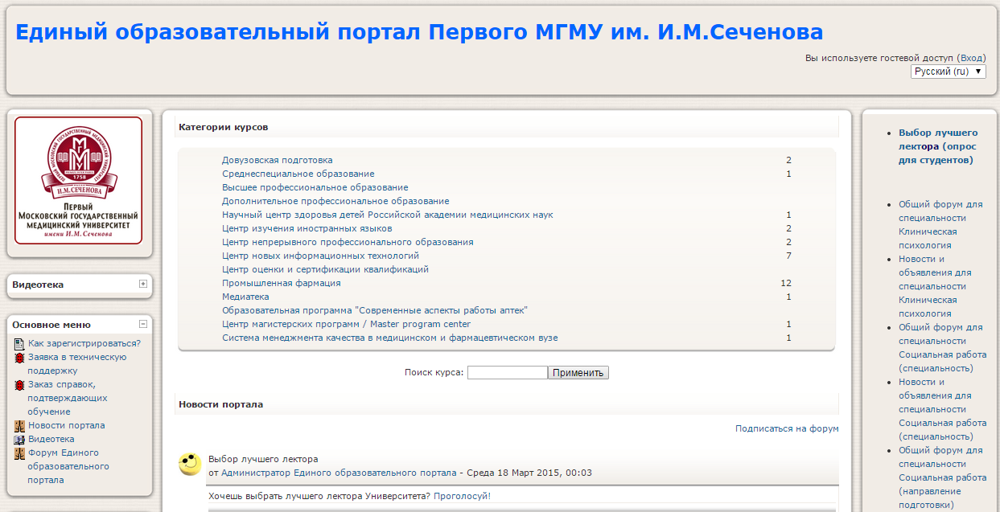 Единый образовательный портал Первого МГМУ им. И.М.Сеченова
Вы используете гостевой доступ (Вход)
Русский (ru)
1758
И.М.СЕЧЕНОВА
Первый
Московский государственный
медицинский университет
имени И.М. Сеченова
Видеотека
Основное меню
Как зарегистрироваться?
Заявка в техническую
поддержку
Заказ справок,
подтверждающих
обучение
Новости портала
Видеотека
Форум Единого
образовательного
портала
Категории курсов
Довузовская подготовка 2
Среднеспециальное образование 1
Высшее профессиональное образование
Дополнительное профессиональное образование
Научный центр здоровья детей Российской академии медицинских наук 1
Центр изучения иностранных языков 2
Центр непрерывного профессионального образования 2
Центр новых информационных технологий 7
Центр оценки и сертификации квалификаций
Промышленная фармация 12
Медиатека 1
Образовательная программа "Современные аспекты работы аптек"
Центр магистерских программ / Master program center 1
Система менеджмента качества в медицинском и фармацевтическом вузе 1
Поиск курса: Применить
Новости портала
Подписаться на форум
Выбор лучшего лектора
от Администратор Единого образовательного портала - Среда 18 Март 2015, 00:03
Хочешь выбрать лучшего лектора Университета? Проголосуй!
Выбор лучшего
лектора (опрос
для студентов)
Общий форум для
специальности
Клиническая
психология
Новости и
объявления для
специальности
Клиническая
психология
Общий форум для
специальности
Социальная работа
(специальность)
Новости и
объявления для
специальности
Социальная работа
(специальность)
Общий форум для
специальности
Социальная работа
(направление
подготовки)